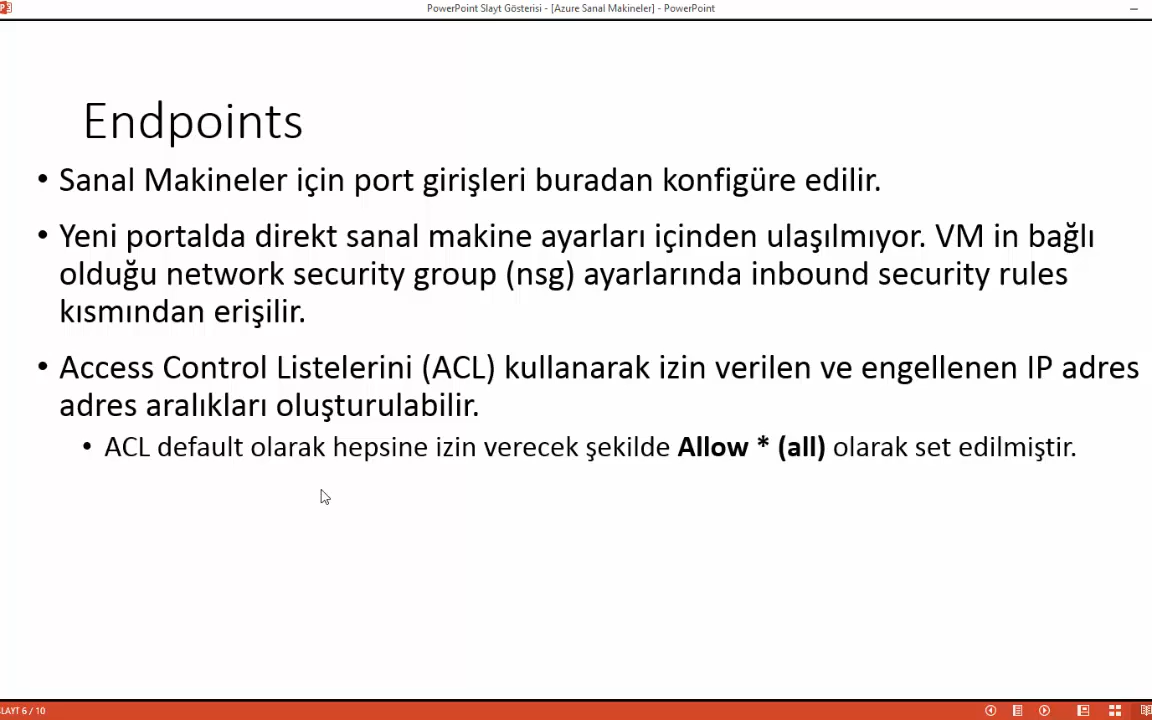 PowerPoint Slayt Gösterisi - [Azure Sanal Makineler] - PowerPoint
Endpoints
• Sanal Makineler için port girişleri buradan konfigüre edilir.
• Yeni portalda direkt sanal makine ayarları içinden ulaşılmıyor. VM in bağlı
olduğu network security group (nsg) ayarlarında inbound security rules
kısmından erişilir.
• Access Control Listelerini (ACL) kullanarak izin verilen ve engellenen IP adres
adres aralıkları oluşturulabilir.
• ACL default olarak hepsine izin verecek şekilde Allow * (all) olarak set edilmiştir.
LAYT 6 / 10